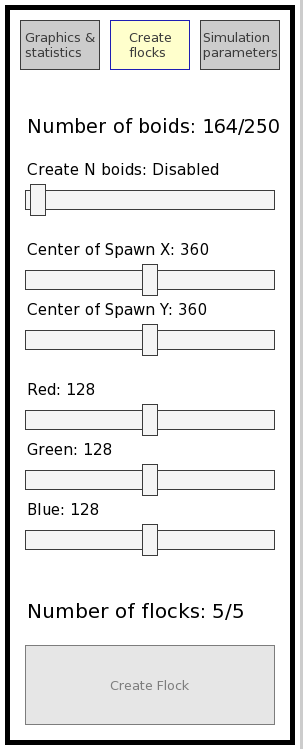 Graphics &
statistics
Create
flocks
Simulation
parameters
Number of boids: 164/250
Create N boids: Disabled
Center of Spawn X: 360
Center of Spawn Y: 360
Red: 128
Green: 128
Blue: 128
Number of flocks: 5/5
Create Flock